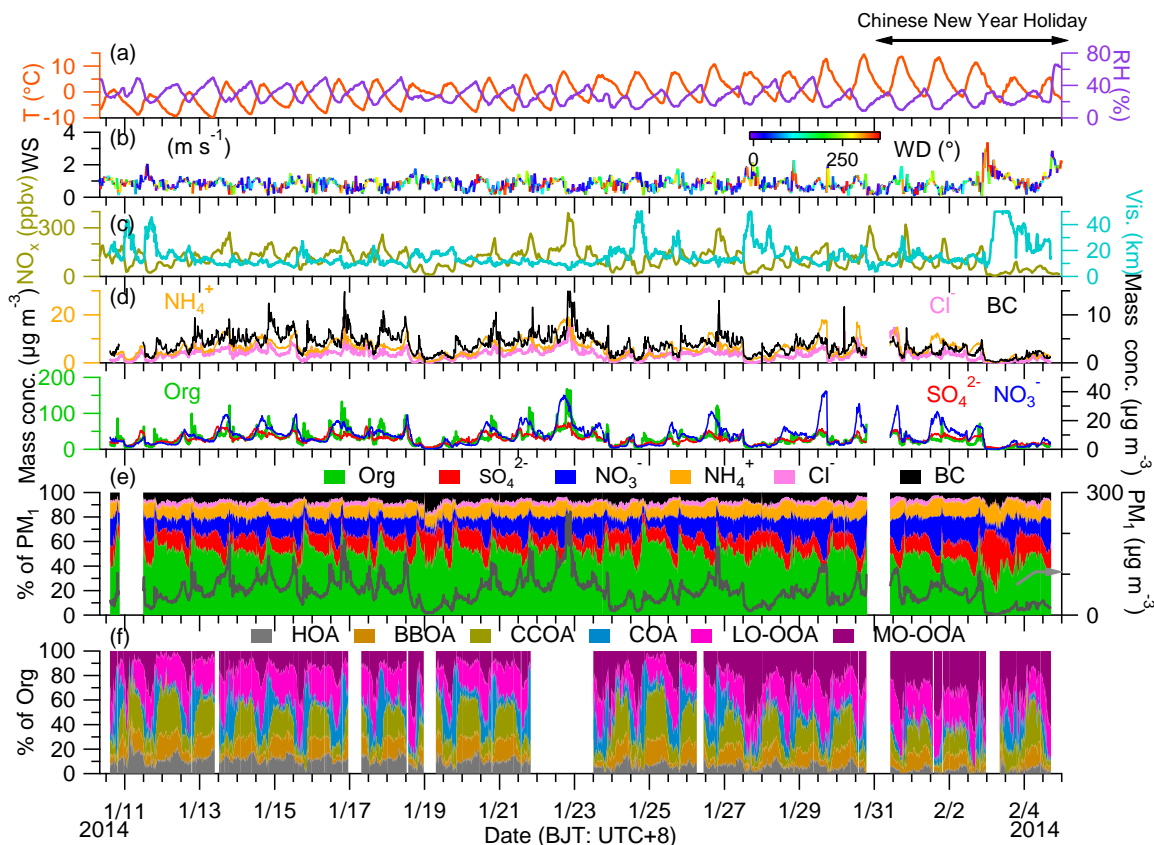 Chinese New Year Holiday
(a)
T (°C)
10
0
-10
80
40
0
RH (%)
(b)
(m s⁻¹)
WS
4
2
0
0
250
WD (°)
(c)
NOₓ (ppbv)
300
0
40
20
0
Vis. (km)
(d)
NH₄⁺
Cl⁻
BC
20
0
10
5
0
Mass conc. (µg m⁻³)
Mass conc. (µg m⁻³)
Org
SO₄²⁻
NO₃⁻
200
100
0
40
20
10
0
(e)
Org
SO₄²⁻
NO₃⁻
NH₄⁺
Cl⁻
BC
% of PM₁
100
80
60
40
20
0
300
0
PM₁ (µg m⁻³)
(f)
HOA
BBOA
CCOA
COA
LO-OOA
MO-OOA
% of Org
100
80
60
40
20
0
1/11 1/13 1/15 1/17 1/19 1/21 1/23 1/25 1/27 1/29 1/31 2/2 2/4
2014 Date (BJT: UTC+8) 2014